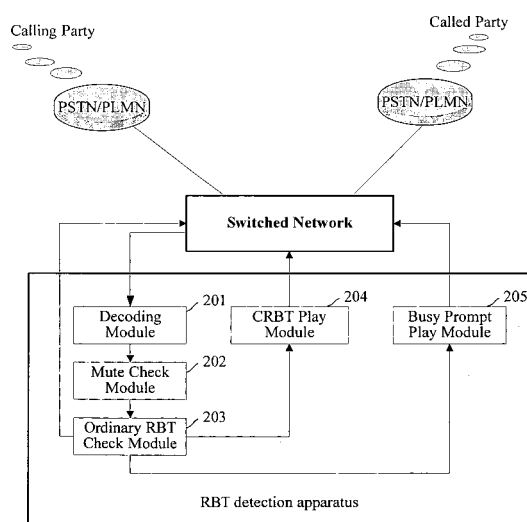 Calling Party
Called Party
PSTN/PLMN
PSTN/PLMN
Switched Network
201
204
205
Decoding
Module
CRBT Play
Module
Busy Prompt
Play Module
202
Mute Check
Module
203
Ordinary RBT
Check Module
RBT detection apparatus